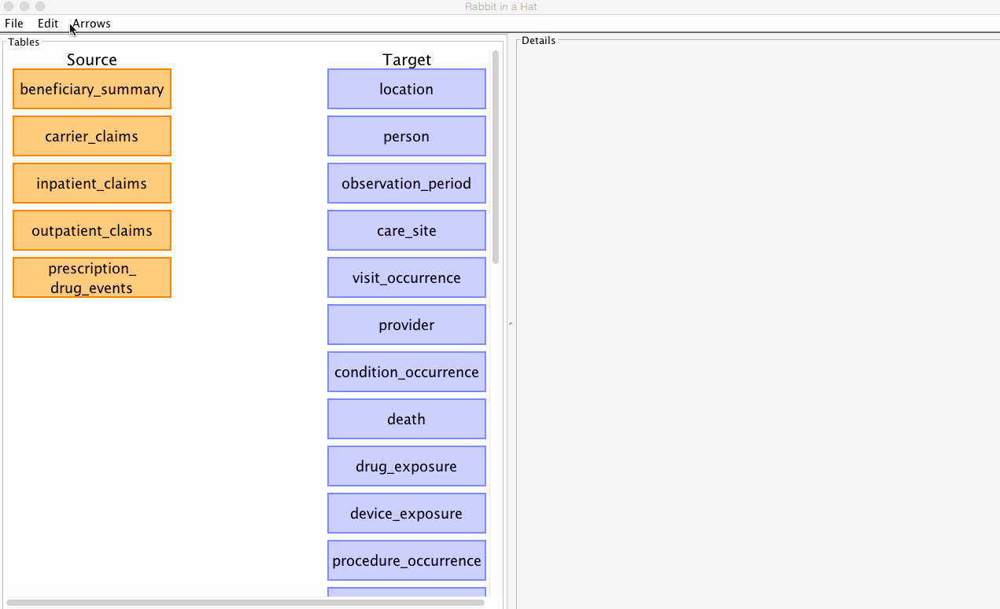 Rabbit in a Hat
File Edit Arrows
Tables
Details
Source
Target
beneficiary_summary
location
carrier_claims
person
inpatient_claims
observation_period
outpatient_claims
care_site
prescription_
drug_events
visit_occurrence
provider
condition_occurrence
death
drug_exposure
device_exposure
procedure_occurrence